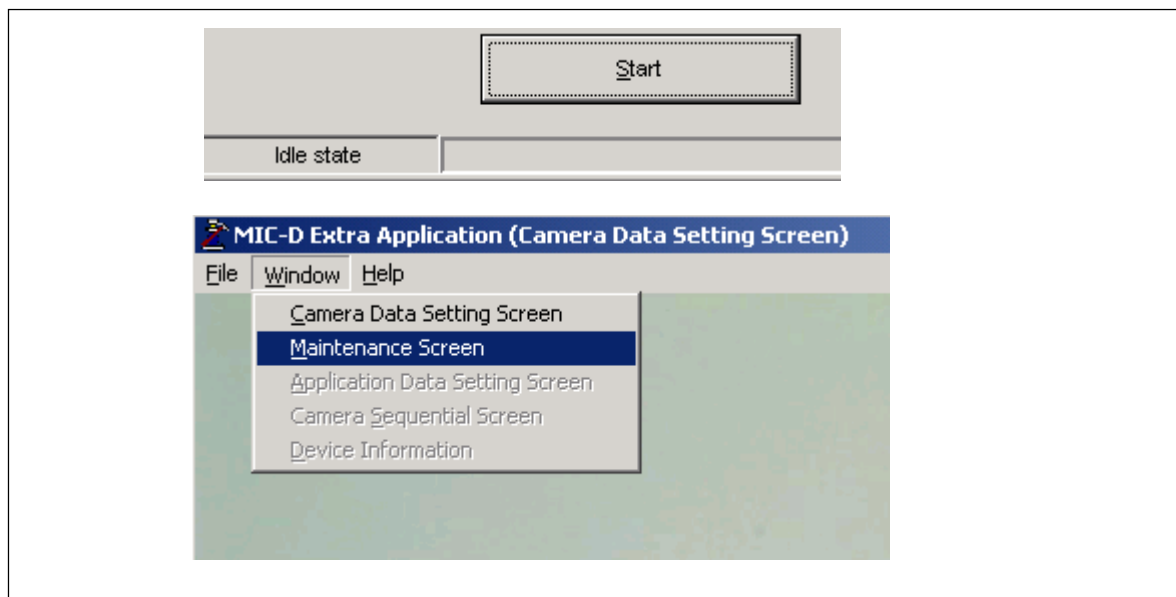 Start
Idle state
MIC-D Extra Application (Camera Data Setting Screen)
File Window Help
Camera Data Setting Screen
Maintenance Screen
Application Data Setting Screen
Camera Sequential Screen
Device Information